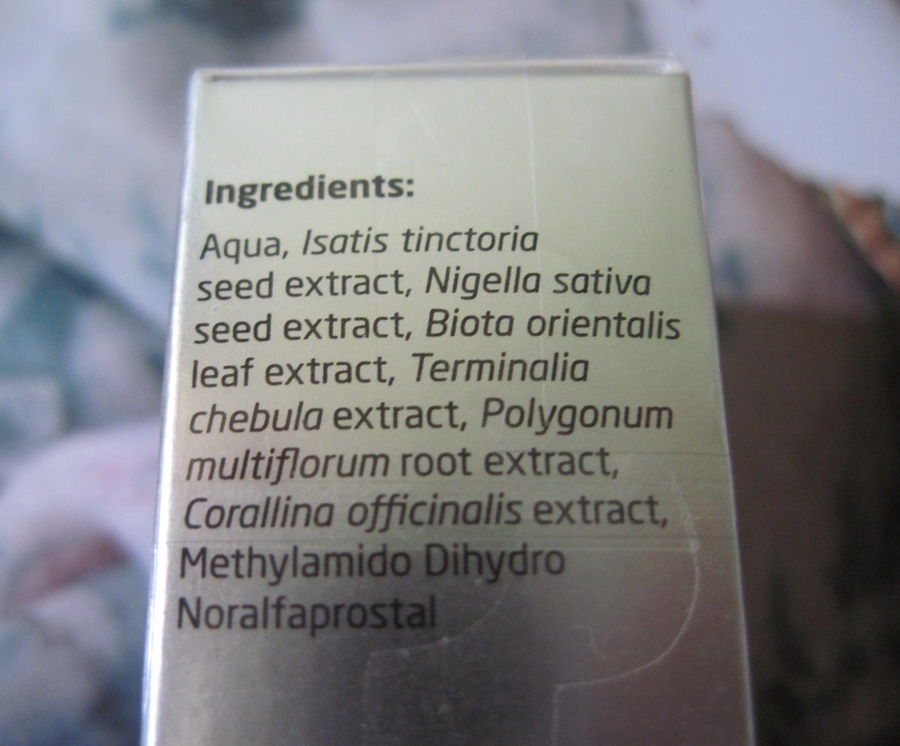 Ingredients:
Aqua, Isatis tinctoria
seed extract, Nigella sativa
seed extract, Biota orientalis
leaf extract, Terminalia
chebula extract, Polygonum
multiflorum root extract,
Corallina officinalis extract,
Methylamido Dihydro
Noralfaprostal